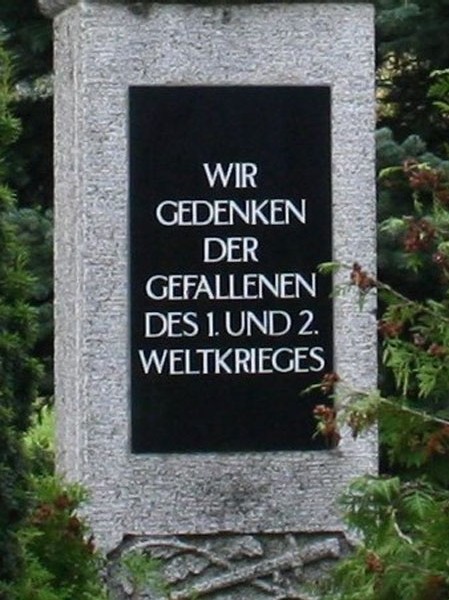 WIR
GEDENKEN
DER
GEFALLENEN
DES 1. UND 2.
WELTKRIEGES